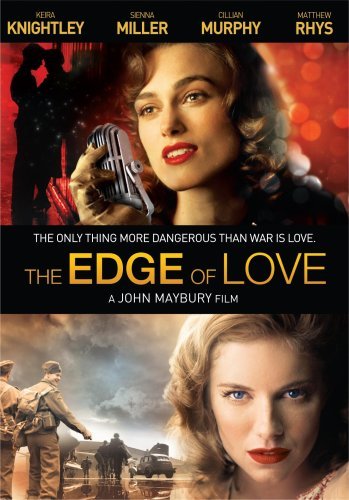 KEIRA SIENNA CILLIAN MATTHEW
KNIGHTLEY MILLER MURPHY RHYS
THE ONLY THING MORE DANGEROUS THAN WAR IS LOVE.
THE EDGE OF LOVE
A JOHN MAYBURY FILM